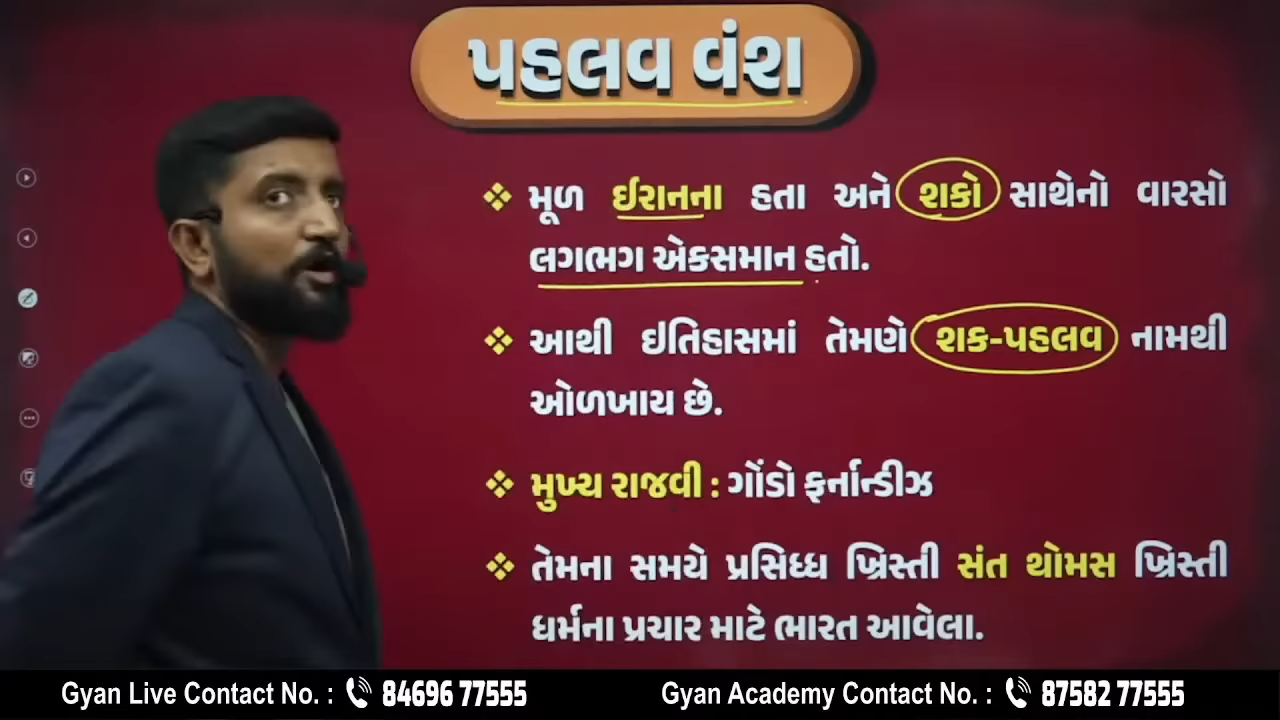 પહલવ વંશ
❖ મૂળ ઈરાનના હતા અને શકો સાથેનો વારસો
લગભગ એકસમાન હતો.
❖ આથી ઇતિહાસમાં તેમણે શક-પહલવ નામથી
ઓળખાય છે.
❖ મુખ્ય રાજવી : ગોંડો ફર્નાન્ડીઝ
❖ તેમના સમયે પ્રસિધ્ધ ખ્રિસ્તી સંત થોમસ ખ્રિસ્તી
ધર્મના પ્રચાર માટે ભારત આવેલા.
Gyan Live Contact No. : 84696 77555
Gyan Academy Contact No. : 87582 77555